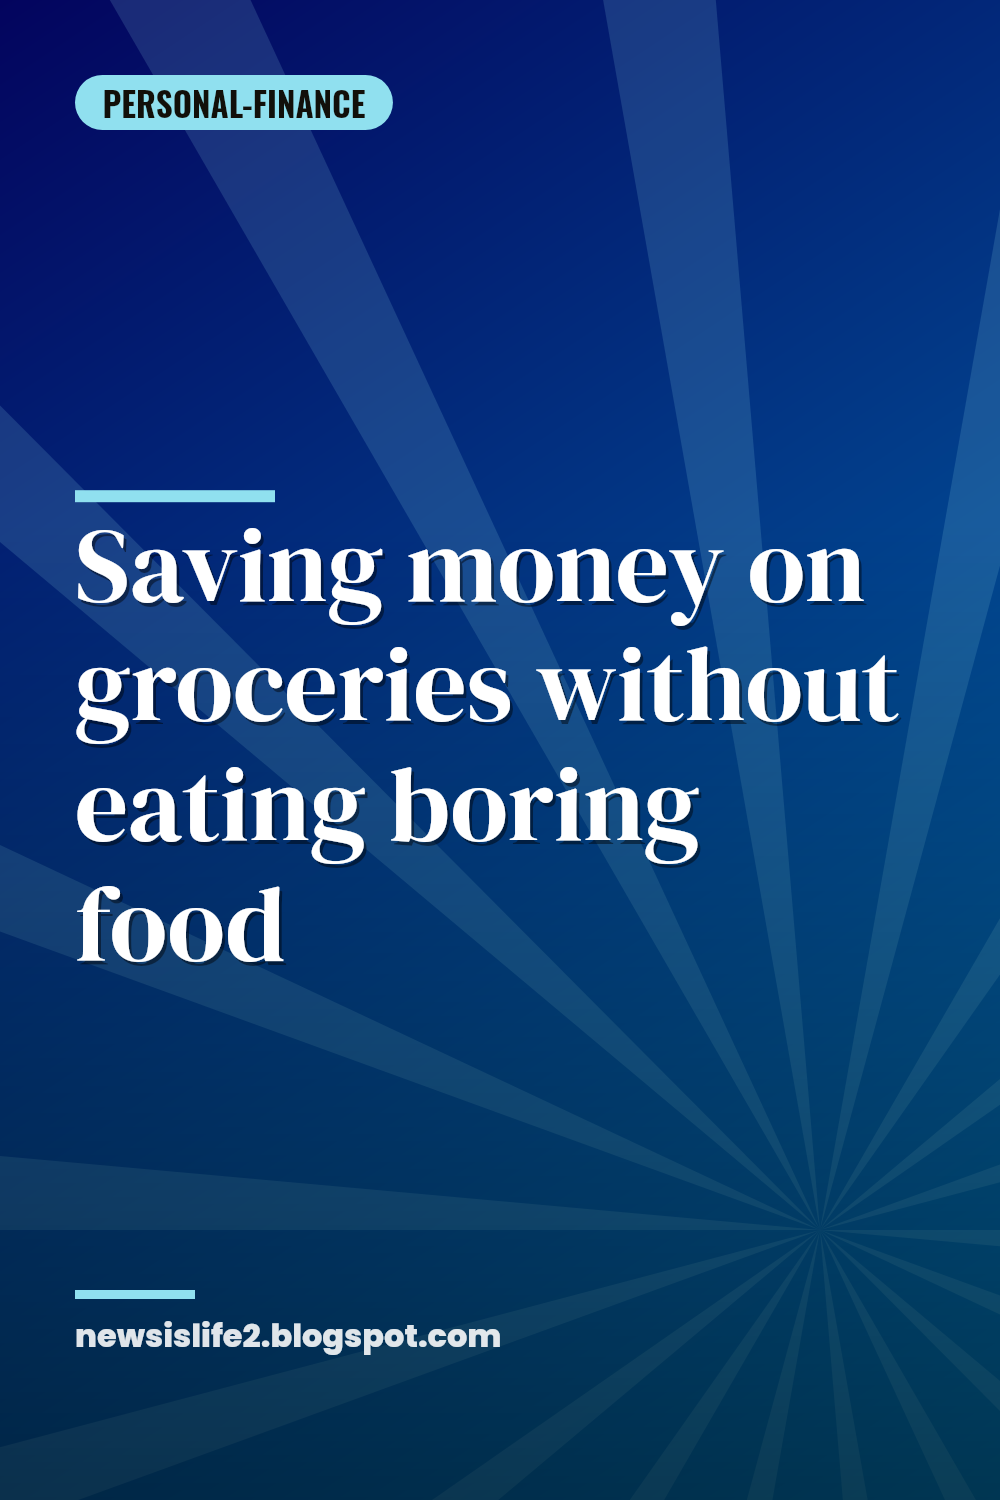 PERSONAL-FINANCE
Saving money on
groceries without
eating boring
food
newsislife2.blogspot.com